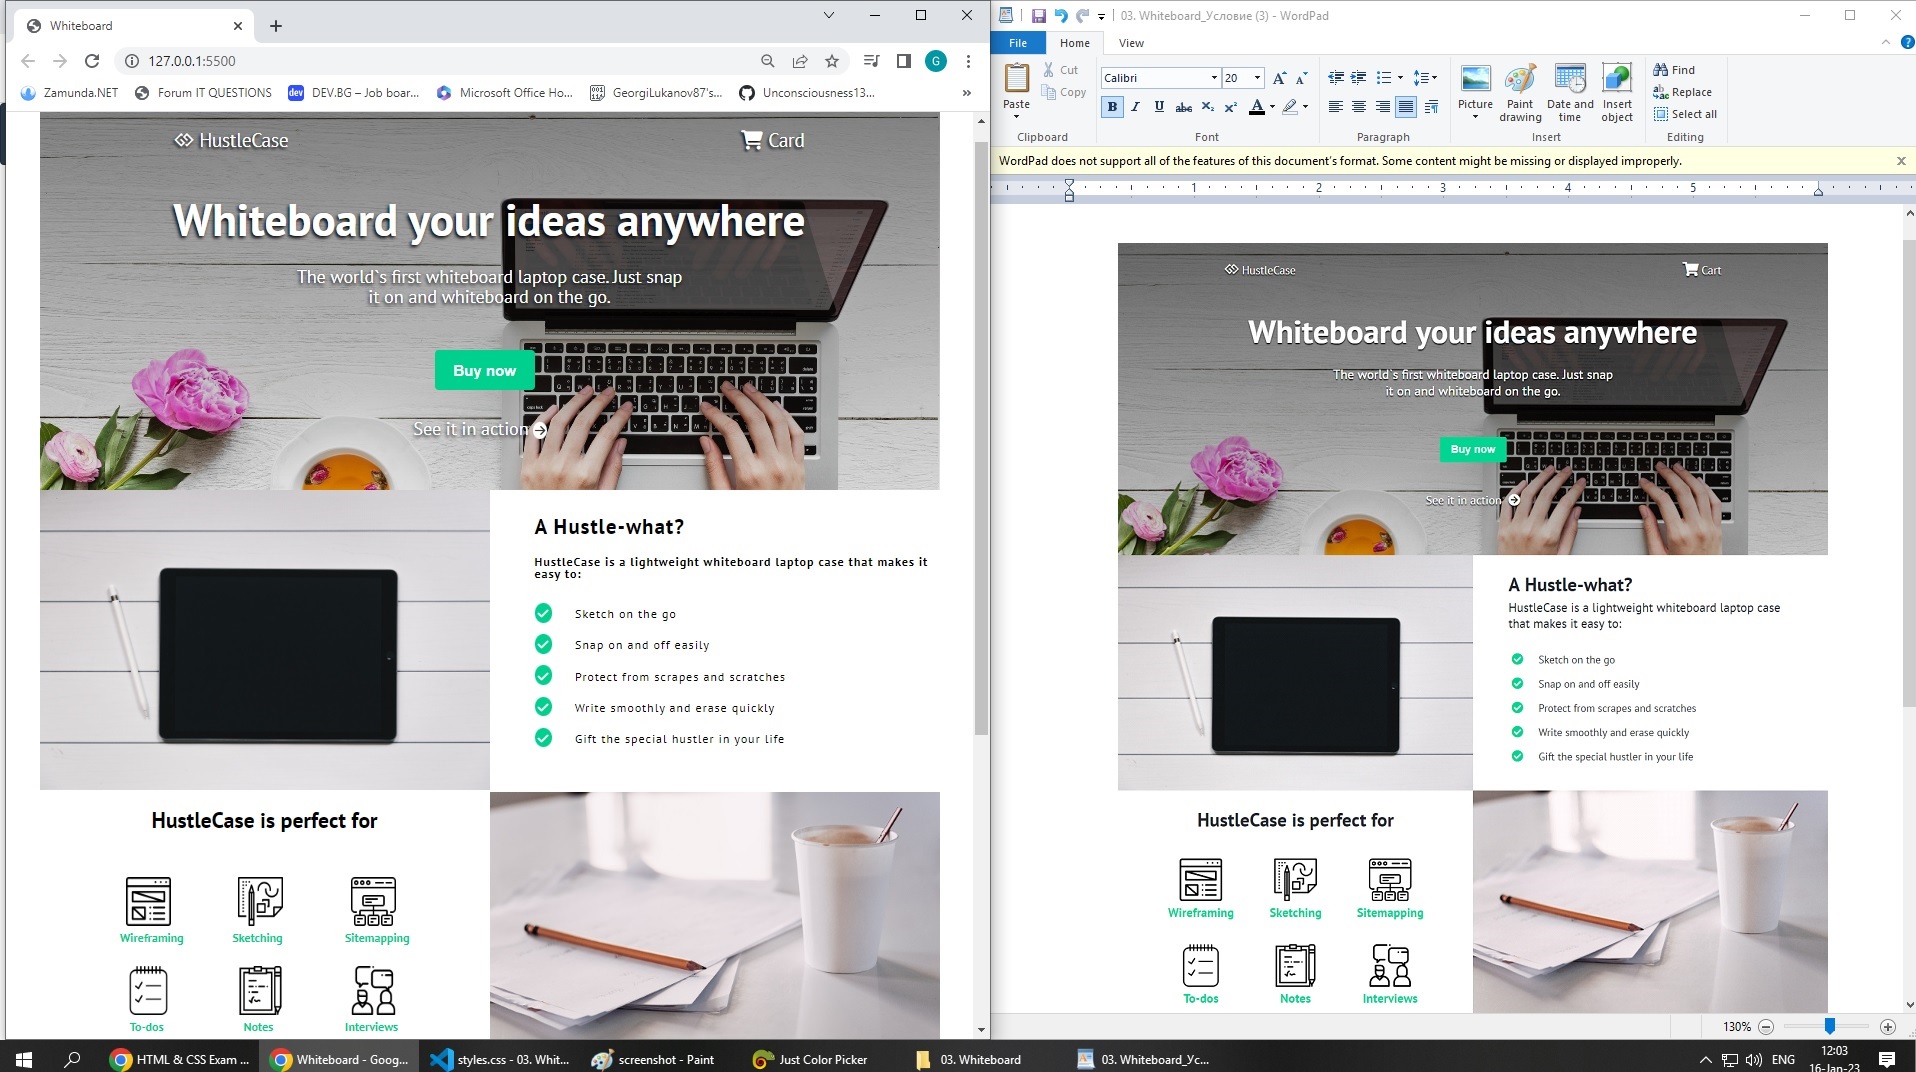 Whiteboard
127.0.0.1:5500
G
Zamunda.NET
Forum IT QUESTIONS
dev
DEV.BG – Job boar...
Microsoft Office Ho...
GeorgiLukanov87's...
Unconsciousness13...
»
HustleCase
Card
Whiteboard your ideas anywhere
The world`s first whiteboard laptop case. Just snap
it on and whiteboard on the go.
Buy now
See it in action
A Hustle-what?
HustleCase is a lightweight whiteboard laptop case that makes it
easy to:
Sketch on the go
Snap on and off easily
Protect from scrapes and scratches
Write smoothly and erase quickly
Gift the special hustler in your life
HustleCase is perfect for
Wireframing
Sketching
Sitemapping
To-dos
Notes
Interviews
03. Whiteboard_Условие (3) - WordPad
File
Home
View
Paste
Cut
Copy
Clipboard
Calibri
20
B I U abc X₂ X² A
Font
Paragraph
Picture
Paint
drawing
Date and
time
Insert
object
Insert
Find
Replace
Select all
Editing
WordPad does not support all of the features of this document's format. Some content might be missing or displayed improperly.
1 2 3 4 5
HustleCase
Cart
Whiteboard your ideas anywhere
The world`s first whiteboard laptop case. Just snap
it on and whiteboard on the go.
Buy now
See it in action
A Hustle-what?
HustleCase is a lightweight whiteboard laptop case
that makes it easy to:
Sketch on the go
Snap on and off easily
Protect from scrapes and scratches
Write smoothly and erase quickly
Gift the special hustler in your life
HustleCase is perfect for
Wireframing
Sketching
Sitemapping
To-dos
Notes
Interviews
130%
HTML & CSS Exam ...
Whiteboard - Goog...
styles.css - 03. Whit...
screenshot - Paint
Just Color Picker
03. Whiteboard
03. Whiteboard_Ус...
ENG
12:03
16-Jan-23